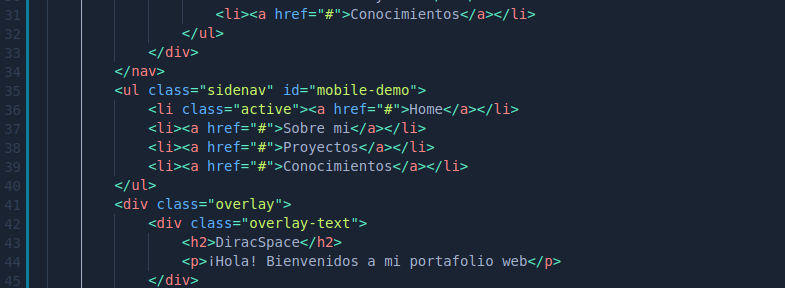 31 <li><a href="#">Conocimientos</a></li>
32 </ul>
33 </div>
34 </nav>
35 <ul class="sidenav" id="mobile-demo">
36 <li class="active"><a href="#">Home</a></li>
37 <li><a href="#">Sobre mi</a></li>
38 <li><a href="#">Proyectos</a></li>
39 <li><a href="#">Conocimientos</a></li>
40 </ul>
41 <div class="overlay">
42 <div class="overlay-text">
43 <h2>DiracSpace</h2>
44 <p>¡Hola! Bienvenidos a mi portafolio web</p>
45 </div>